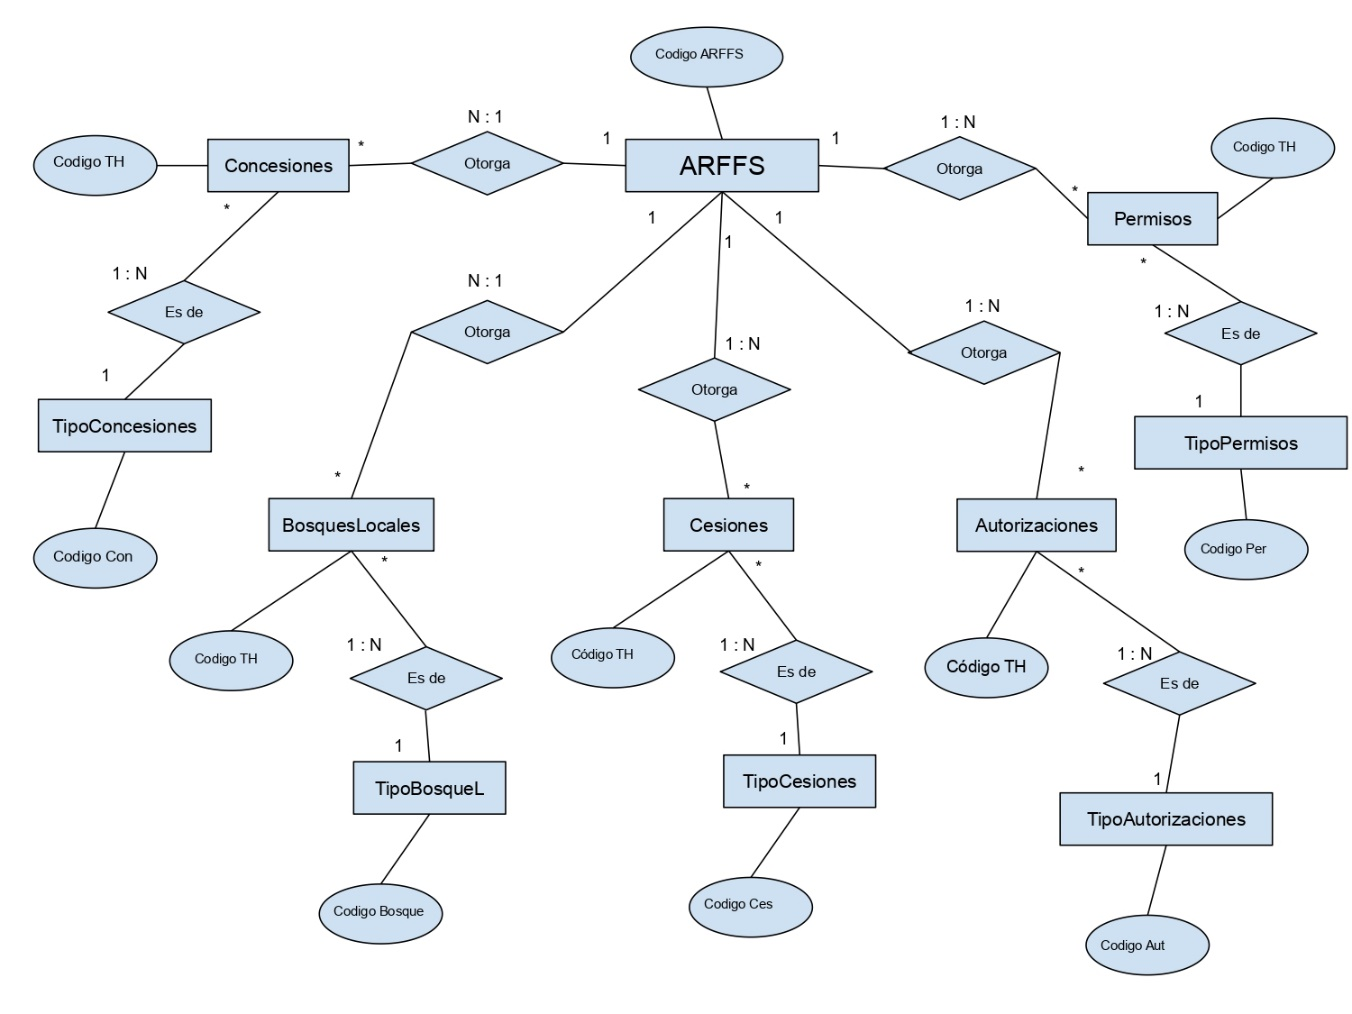 Codigo ARFFS
N : 1
1 : N
Codigo TH
Concesiones
*
Otorga
1
ARFFS
1
Otorga
*
Permisos
Codigo TH
*
1 : N
Es de
1
TipoConcesiones
Codigo Con
1
N : 1
Otorga
*
BosquesLocales
1
1 : N
Otorga
*
Cesiones
1
1 : N
Otorga
*
Autorizaciones
*
1 : N
Es de
1
TipoPermisos
Codigo Per
*
Codigo TH
1 : N
Es de
1
TipoBosqueL
Codigo Bosque
*
Código TH
1 : N
Es de
1
TipoCesiones
Codigo Ces
*
Código TH
1 : N
Es de
1
TipoAutorizaciones
Codigo Aut